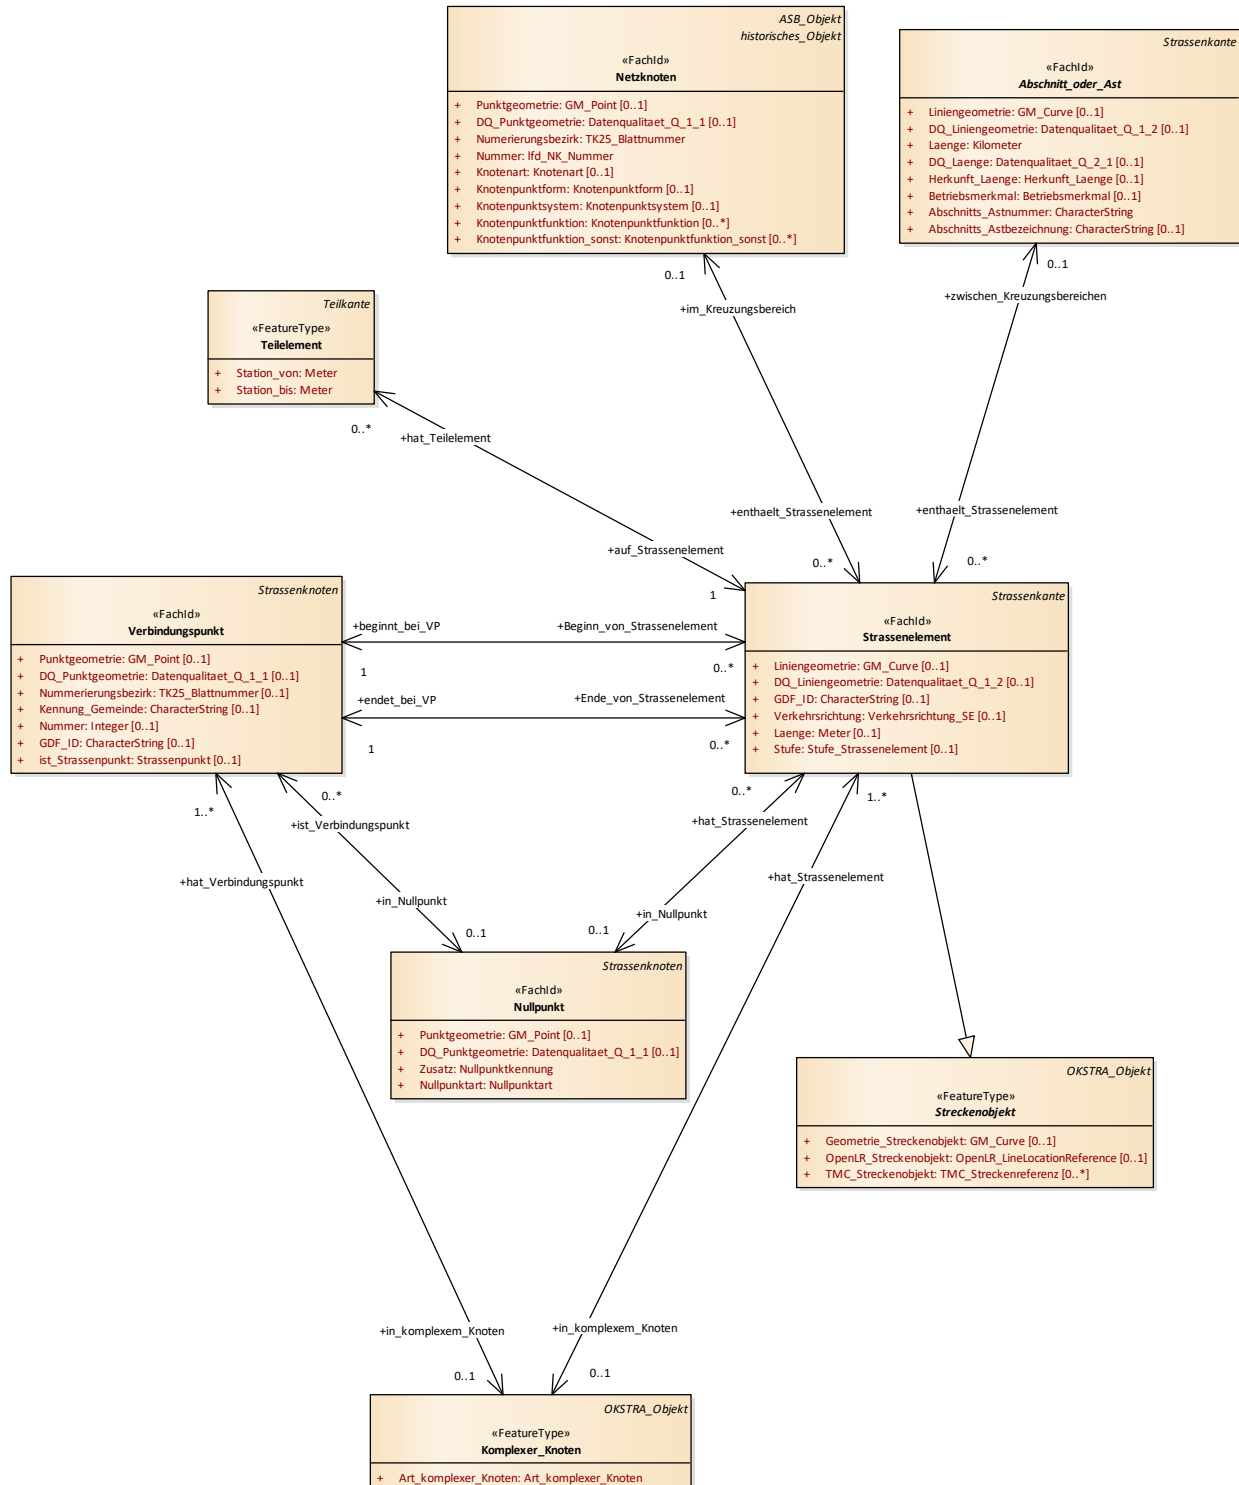 ASB_Objekt
historisches_Objekt
«FachId»
Netzknoten
+ Punktgeometrie: GM_Point [0..1]
+ DQ_Punktgeometrie: Datenqualitaet_Q_1_1 [0..1]
+ Numerierungsbezirk: TK25_Blattnummer
+ Nummer: lfd_NK_Nummer
+ Knotenart: Knotenart [0..1]
+ Knotenpunktform: Knotenpunktform [0..1]
+ Knotenpunktsystem: Knotenpunktsystem [0..1]
+ Knotenpunktfunktion: Knotenpunktfunktion [0..*]
+ Knotenpunktfunktion_sonst: Knotenpunktfunktion_sonst [0..*]
Strassenkante
«FachId»
Abschnitt_oder_Ast
+ Liniengeometrie: GM_Curve [0..1]
+ DQ_Liniengeometrie: Datenqualitaet_Q_1_2 [0..1]
+ Laenge: Kilometer
+ DQ_Laenge: Datenqualitaet_Q_2_1 [0..1]
+ Herkunft_Laenge: Herkunft_Laenge [0..1]
+ Betriebsmerkmal: Betriebsmerkmal [0..1]
+ Abschnitts_Astnummer: CharacterString
+ Abschnitts_Astbezeichnung: CharacterString [0..1]
0..1
+im_Kreuzungsbereich
0..1
+zwischen_Kreuzungsbereichen
Teilkante
«FeatureType»
Teilelement
+ Station_von: Meter
+ Station_bis: Meter
0..*
+hat_Teilelement
+enthaelt_Strassenelement
0..*
+enthaelt_Strassenelement
0..*
+auf_Strassenelement
1
Strassenknoten
«FachId»
Verbindungspunkt
+ Punktgeometrie: GM_Point [0..1]
+ DQ_Punktgeometrie: Datenqualitaet_Q_1_1 [0..1]
+ Nummerierungsbezirk: TK25_Blattnummer [0..1]
+ Kennung_Gemeinde: CharacterString [0..1]
+ Nummer: Integer [0..1]
+ GDF_ID: CharacterString [0..1]
+ ist_Strassenpunkt: Strassenpunkt [0..1]
+beginnt_bei_VP
1
+Beginn_von_Strassenelement
0..*
+endet_bei_VP
1
+Ende_von_Strassenelement
0..*
Strassenkante
«FachId»
Strassenelement
+ Liniengeometrie: GM_Curve [0..1]
+ DQ_Liniengeometrie: Datenqualitaet_Q_1_2 [0..1]
+ GDF_ID: CharacterString [0..1]
+ Verkehrsrichtung: Verkehrsrichtung_SE [0..1]
+ Laenge: Meter [0..1]
+ Stufe: Stufe_Strassenelement [0..1]
1..*
+hat_Verbindungspunkt
0..*
+ist_Verbindungspunkt
+in_Nullpunkt
0..1
0..*
+hat_Strassenelement
+in_Nullpunkt
0..1
1..*
+hat_Strassenelement
Strassenknoten
«FachId»
Nullpunkt
+ Punktgeometrie: GM_Point [0..1]
+ DQ_Punktgeometrie: Datenqualitaet_Q_1_1 [0..1]
+ Zusatz: Nullpunktkennung
+ Nullpunktart: Nullpunktart
OKSTRA_Objekt
«FeatureType»
Streckenobjekt
+ Geometrie_Streckenobjekt: GM_Curve [0..1]
+ OpenLR_Streckenobjekt: OpenLR_LineLocationReference [0..1]
+ TMC_Streckenobjekt: TMC_Streckenreferenz [0..*]
+in_komplexem_Knoten
0..1
+in_komplexem_Knoten
0..1
OKSTRA_Objekt
«FeatureType»
Komplexer_Knoten
+ Art_komplexer_Knoten: Art_komplexer_Knoten